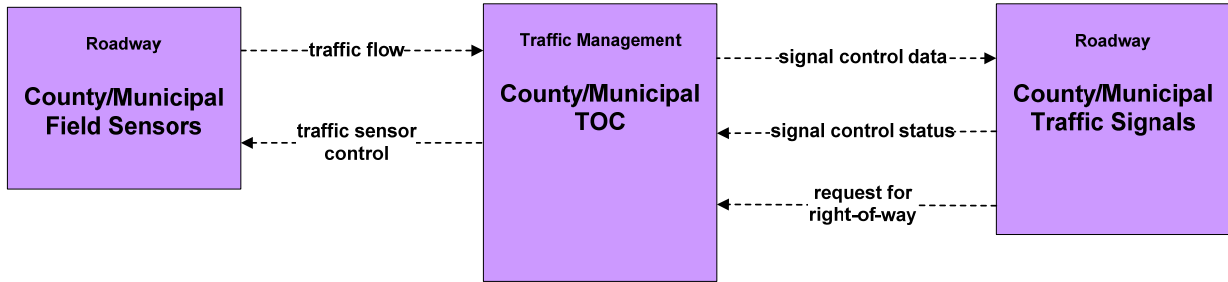 Roadway
County/Municipal
Field Sensors
traffic flow
traffic sensor
control
Traffic Management
County/Municipal
TOC
signal control data
signal control status
request for
right-of-way
Roadway
County/Municipal
Traffic Signals